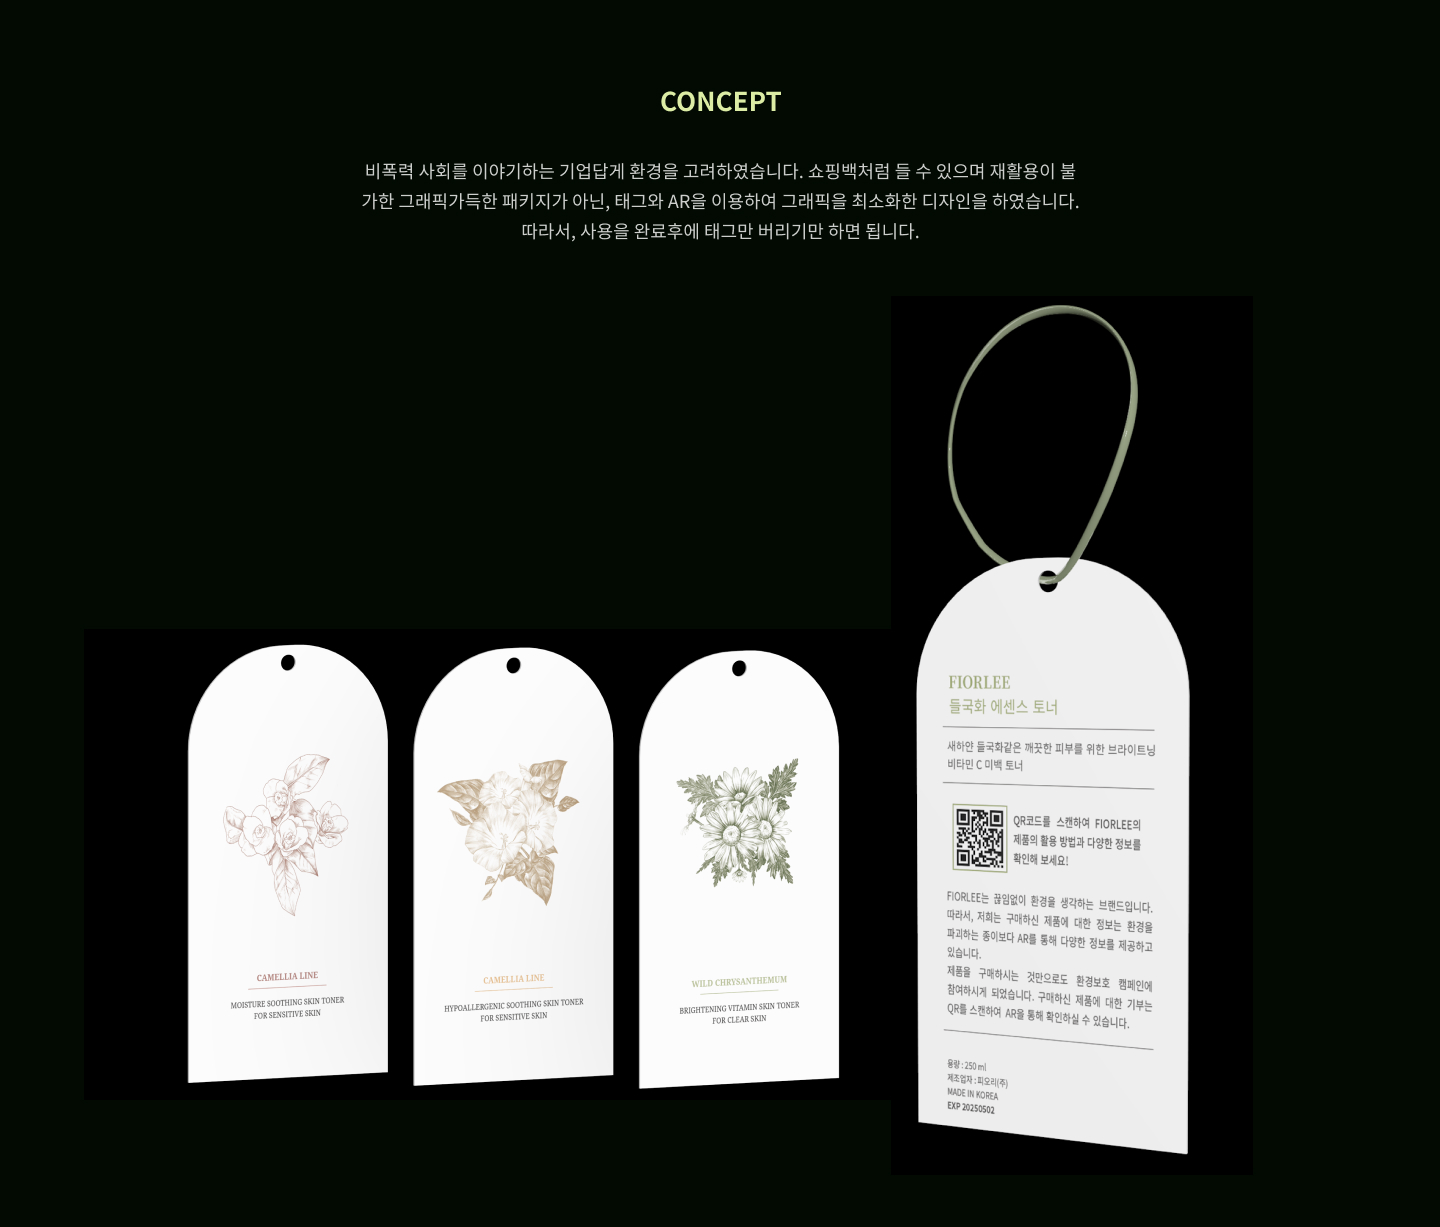 CONCEPT
비폭력 사회를 이야기하는 기업답게 환경을 고려하였습니다. 쇼핑백처럼 들 수 있으며 재활용이 불
가한 그래픽가득한 패키지가 아닌, 태그와 AR을 이용하여 그래픽을 최소화한 디자인을 하였습니다.
따라서, 사용을 완료후에 태그만 버리기만 하면 됩니다.
CAMELLIA LINE
MOISTURE SOOTHING SKIN TONER
FOR SENSITIVE SKIN
CAMELLIA LINE
HYPOALLERGENIC SOOTHING SKIN TONER
FOR SENSITIVE SKIN
WILD CHRYSANTHEMUM
BRIGHTENING VITAMIN SKIN TONER
FOR CLEAR SKIN
FIORLEE
들국화 에센스 토너
새하얀 들국화같은 깨끗한 피부를 위한 브라이트닝
비타민 C 미백 토너
QR코드를 스캔하여 FIORLEE의
제품의 활용 방법과 다양한 정보를
확인해 보세요!
FIORLEE는 끊임없이 환경을 생각하는 브랜드입니다.
따라서, 저희는 구매하신 제품에 대한 정보는 환경을
파괴하는 종이보다 AR를 통해 다양한 정보를 제공하고
있습니다.
제품을 구매하시는 것만으로도 환경보호 캠페인에
참여하시게 되었습니다. 구매하신 제품에 대한 기부는
QR를 스캔하여 AR을 통해 확인하실 수 있습니다.
용량 : 250 ml
제조업자 : 피오리(주)
MADE IN KOREA
EXP 20250502